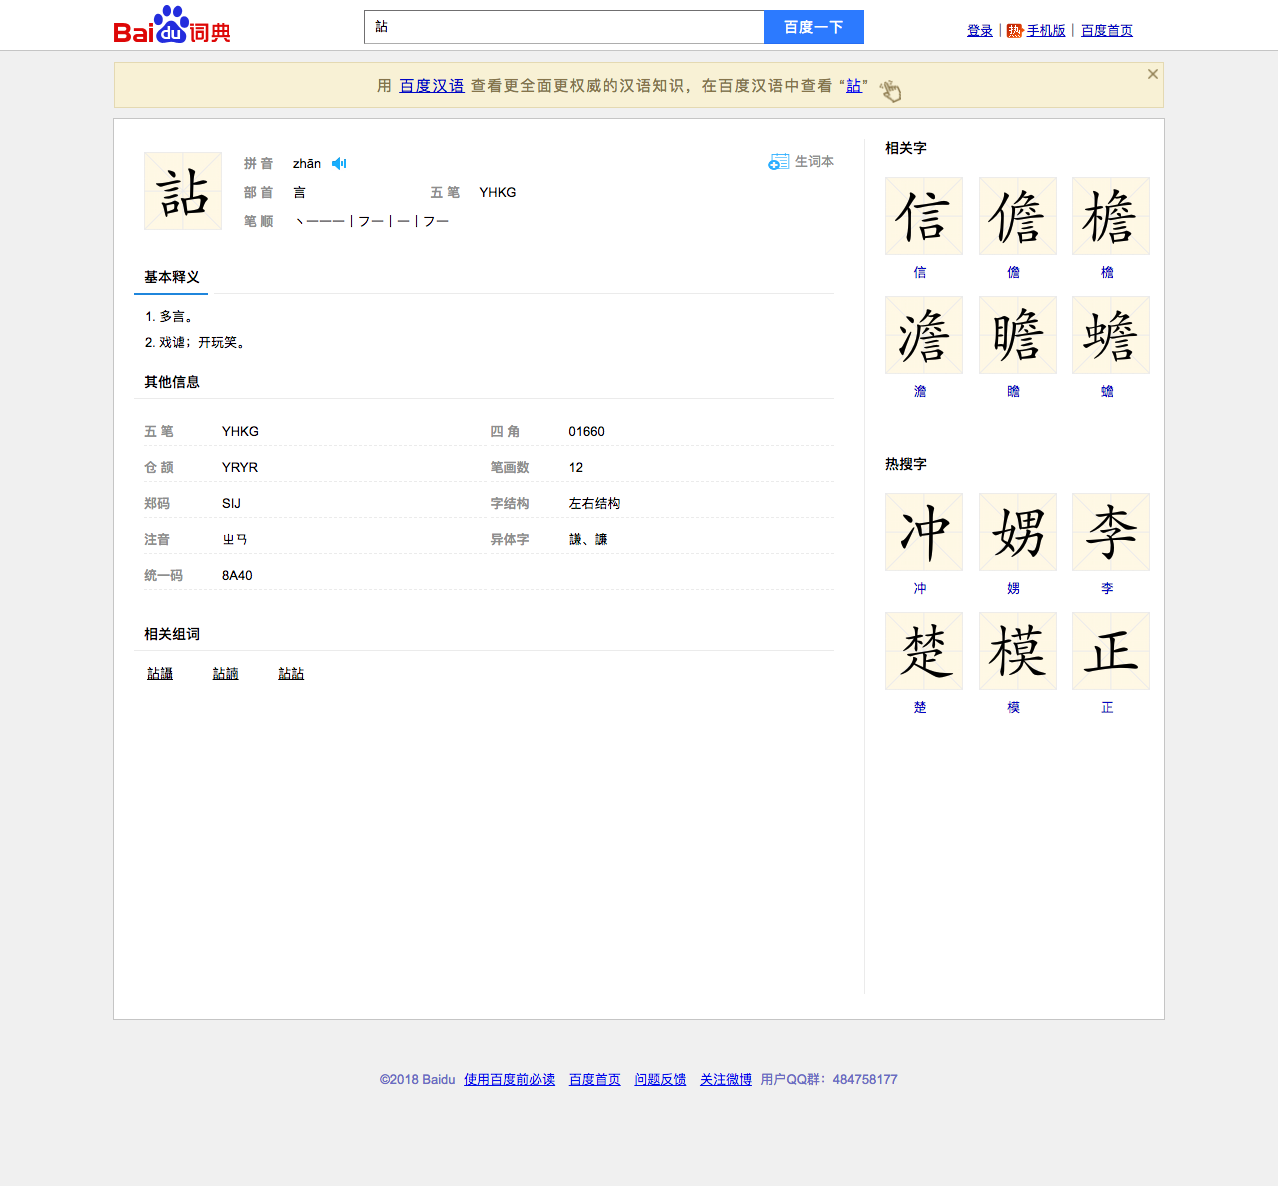 Baidu词典
訨
百度一下
登录 | 热 手机版 | 百度首页
用 百度汉语 查看更全面更权威的汉语知识，在百度汉语中查看 “詀”
詀
拼 音 zhān
生词本
部 首 言 五 笔 YHKG
笔 顺 丶一一一丨フ一丨一丨フ一
基本释义
1. 多言。
2. 戏谑；开玩笑。
其他信息
五 笔 YHKG 四 角 01660
仓 颉 YRYR 笔画数 12
郑码 SIJ 字结构 左右结构
注音 ㄓㄢ 异体字 謙、譧
统一码 8A40
相关组词
詀讘 詀諵 詀詀
相关字
信 儋 檐
信 儋 檐
澹 瞻 蟾
澹 瞻 蟾
热搜字
冲 娚 李
冲 娚 李
楚 模 正
楚 模 正
©2018 Baidu 使用百度前必读 百度首页 问题反馈 关注微博 用户QQ群：484758177